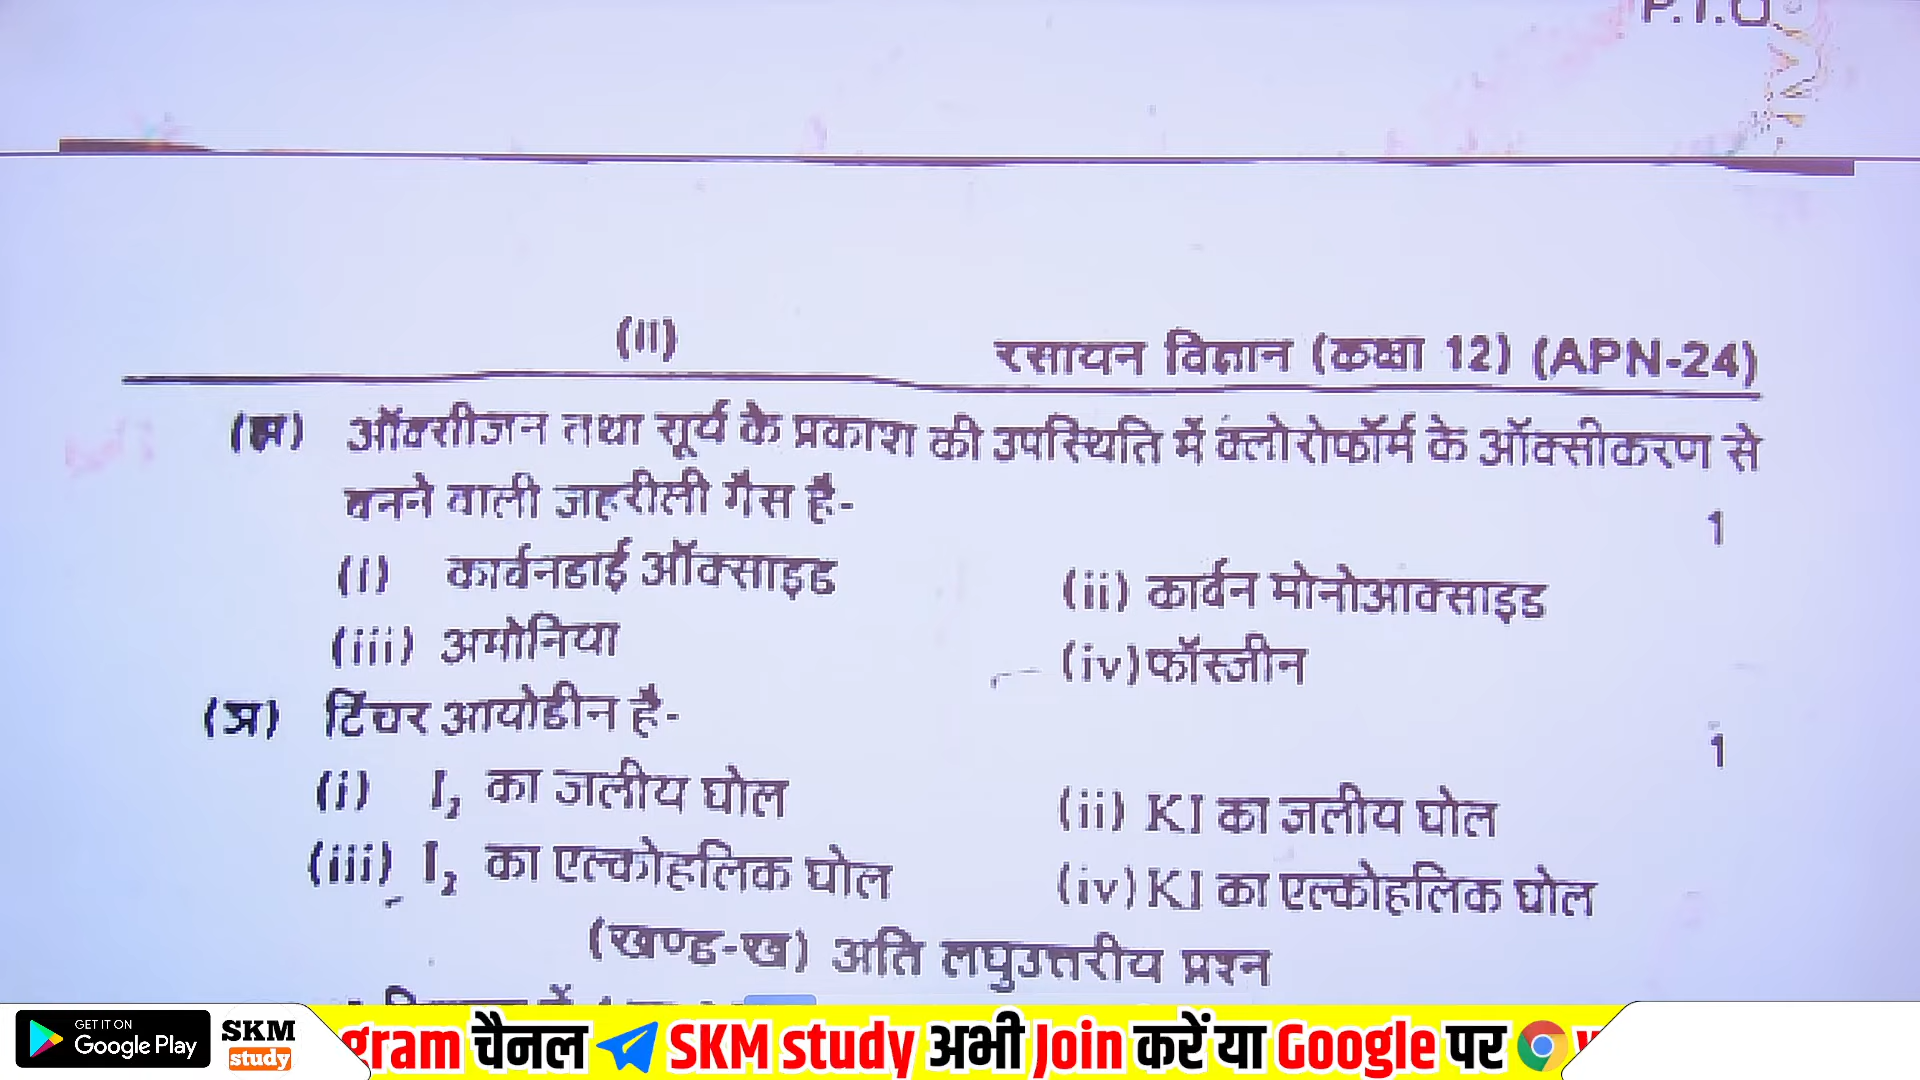 P.T.O
(II)
रसायन विज्ञान (कक्षा 12) (APN-24)
(झ) ऑक्सीजन तथा सूर्य के प्रकाश की उपस्थिति में क्लोरोफॉर्म के ऑक्सीकरण से
बनने वाली जहरीली गैस है-
1
(i) कार्बनडाई ऑक्साइड
(ii) कार्बन मोनोआक्साइड
(iii) अमोनिया
(iv) फॉस्जीन
(ञ) टिंचर आयोडीन है-
1
(i) I₂ का जलीय घोल
(ii) KI का जलीय घोल
(iii) I₂ का एल्कोहलिक घोल
(iv) KI का एल्कोहलिक घोल
(खण्ड-ख) अति लघुउत्तरीय प्रश्न
GET IT ON
Google Play
SKM
study
gram चैनल SKM study अभी Join करें या Google पर